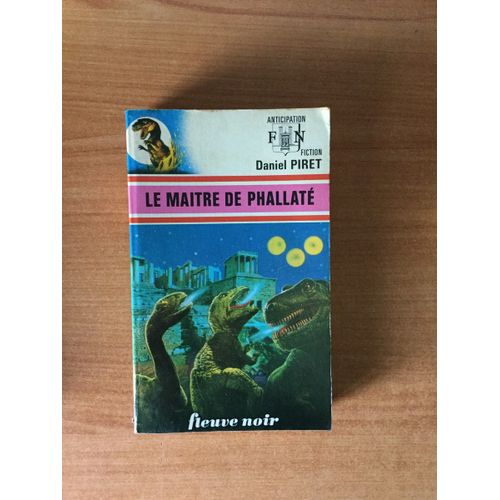 ANTICIPATION
F N
FICTION
Daniel PIRET
LE MAITRE DE PHALLATÉ
fleuve noir